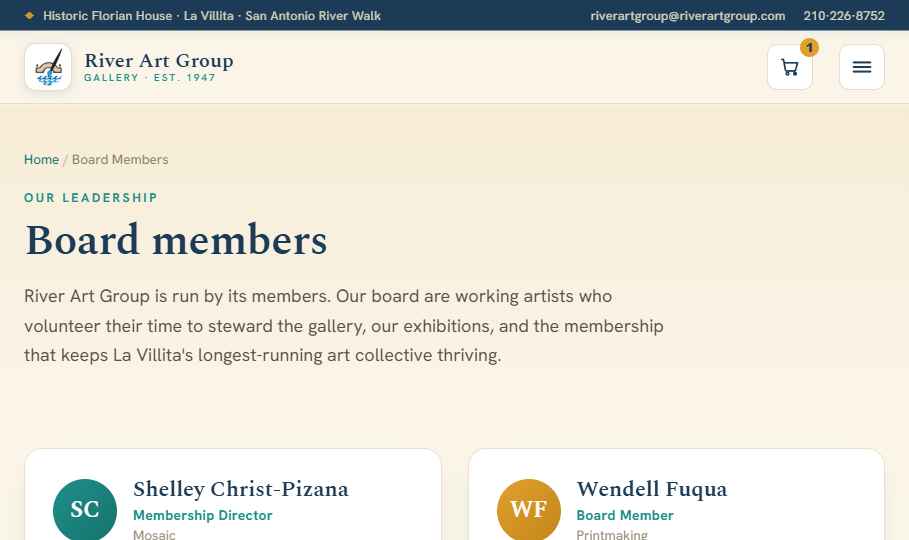 Historic Florian House · La Villita · San Antonio River Walk
riverartgroup@riverartgroup.com 210-226-8752
River Art Group
GALLERY · EST. 1947
1
Home / Board Members
OUR LEADERSHIP
Board members
River Art Group is run by its members. Our board are working artists who
volunteer their time to steward the gallery, our exhibitions, and the membership
that keeps La Villita's longest-running art collective thriving.
SC
Shelley Christ-Pizana
Membership Director
Mosaic
WF
Wendell Fuqua
Board Member
Printmaking